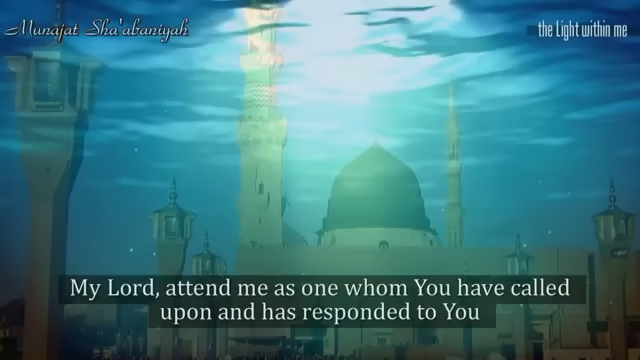 Munajat Sha'abaniyah
the Light within me
My Lord, attend me as one whom You have called
upon and has responded to You